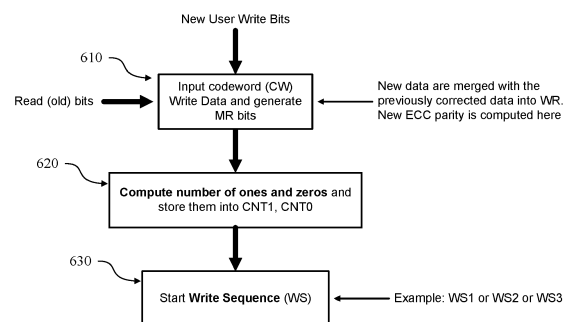 New User Write Bits
610
Input codeword (CW)
Write Data and generate
MR bits
Read (old) bits
New data are merged with the
previously corrected data into WR.
New ECC parity is computed here
620
Compute number of ones and zeros and
store them into CNT1, CNT0
630
Start Write Sequence (WS)
Example: WS1 or WS2 or WS3